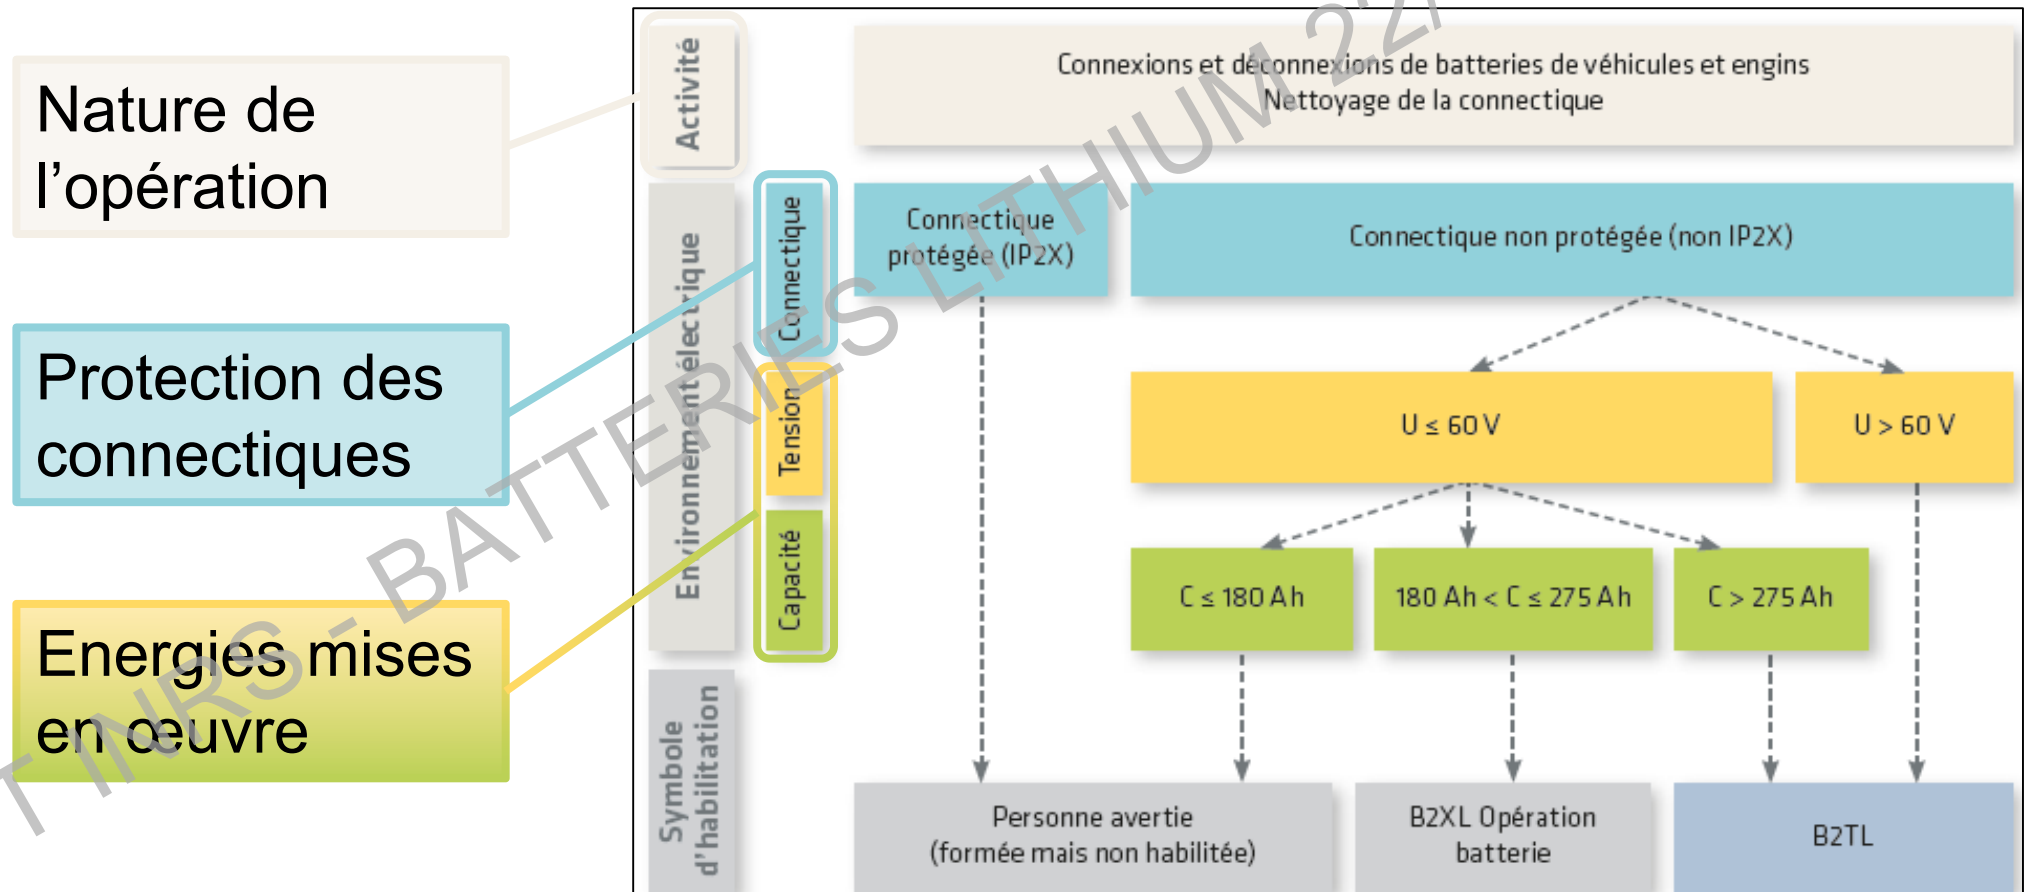 Nature de
l'opération
Protection des
connectiques
Energies mises
en œuvre
Activité
Connexions et déconnexions de batteries de véhicules et engins
Nettoyage de la connectique
Environnement électrique
Connectique
Connectique
protégée (IP2X)
Connectique non protégée (non IP2X)
Tension
U ≤ 60 V
U > 60 V
Capacité
C ≤ 180 Ah
180 Ah < C ≤ 275 Ah
C > 275 Ah
Symbole
d'habilitation
Personne avertie
(formée mais non habilitée)
B2XL Opération
batterie
B2TL
T INRS - BATTERIES LITHIUM 22/